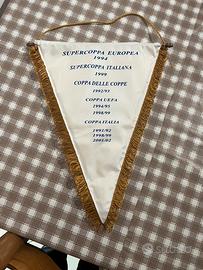 SUPERCOPPA EUROPEA
1994
SUPERCOPPA ITALIANA
1999
COPPA DELLE COPPE
1992/93
COPPA UEFA
1994/95
1998/99
COPPA ITALIA
1991/92
1998/99
2001/02
subito